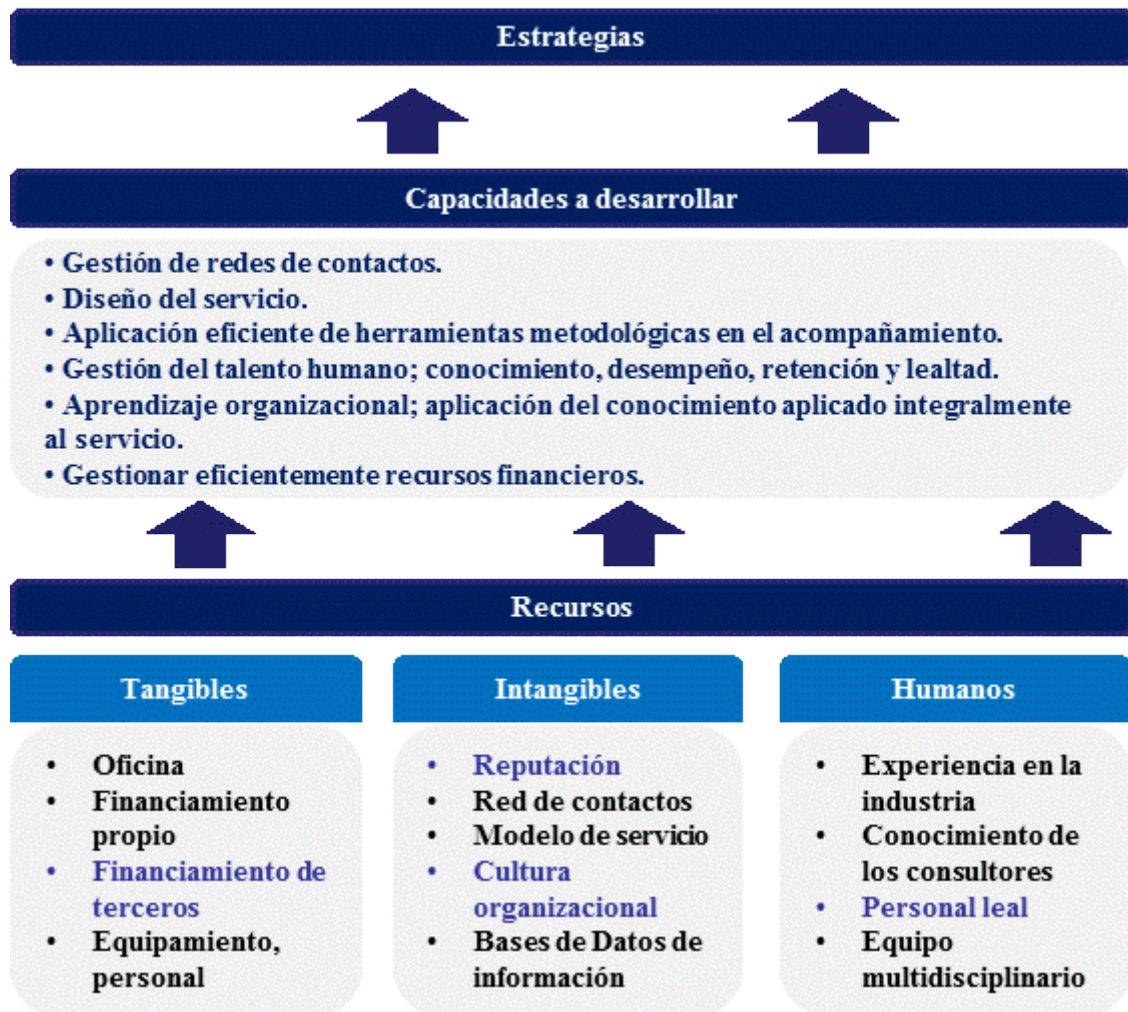 Estrategias
Capacidades a desarrollar
• Gestión de redes de contactos.
• Diseño del servicio.
• Aplicación eficiente de herramientas metodológicas en el acompañamiento.
• Gestión del talento humano; conocimiento, desempeño, retención y lealtad.
• Aprendizaje organizacional; aplicación del conocimiento aplicado integralmente
al servicio.
• Gestionar eficientemente recursos financieros.
Recursos
Tangibles
• Oficina
• Financiamiento
propio
• Financiamiento de
terceros
• Equipamiento,
personal
Intangibles
• Reputación
• Red de contactos
• Modelo de servicio
• Cultura
organizacional
• Bases de Datos de
información
Humanos
• Experiencia en la
industria
• Conocimiento de
los consultores
• Personal leal
• Equipo
multidisciplinario